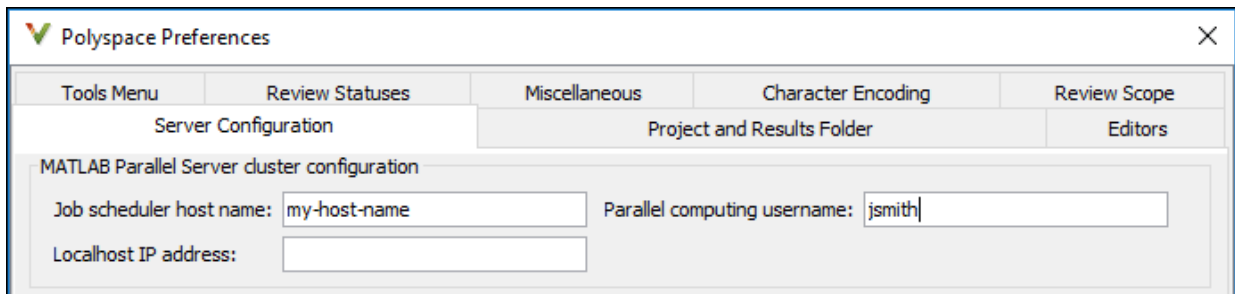 Polyspace Preferences
Tools Menu Review Statuses Miscellaneous Character Encoding Review Scope
Server Configuration Project and Results Folder Editors
MATLAB Parallel Server cluster configuration
Job scheduler host name: my-host-name Parallel computing username: jsmith
Localhost IP address: